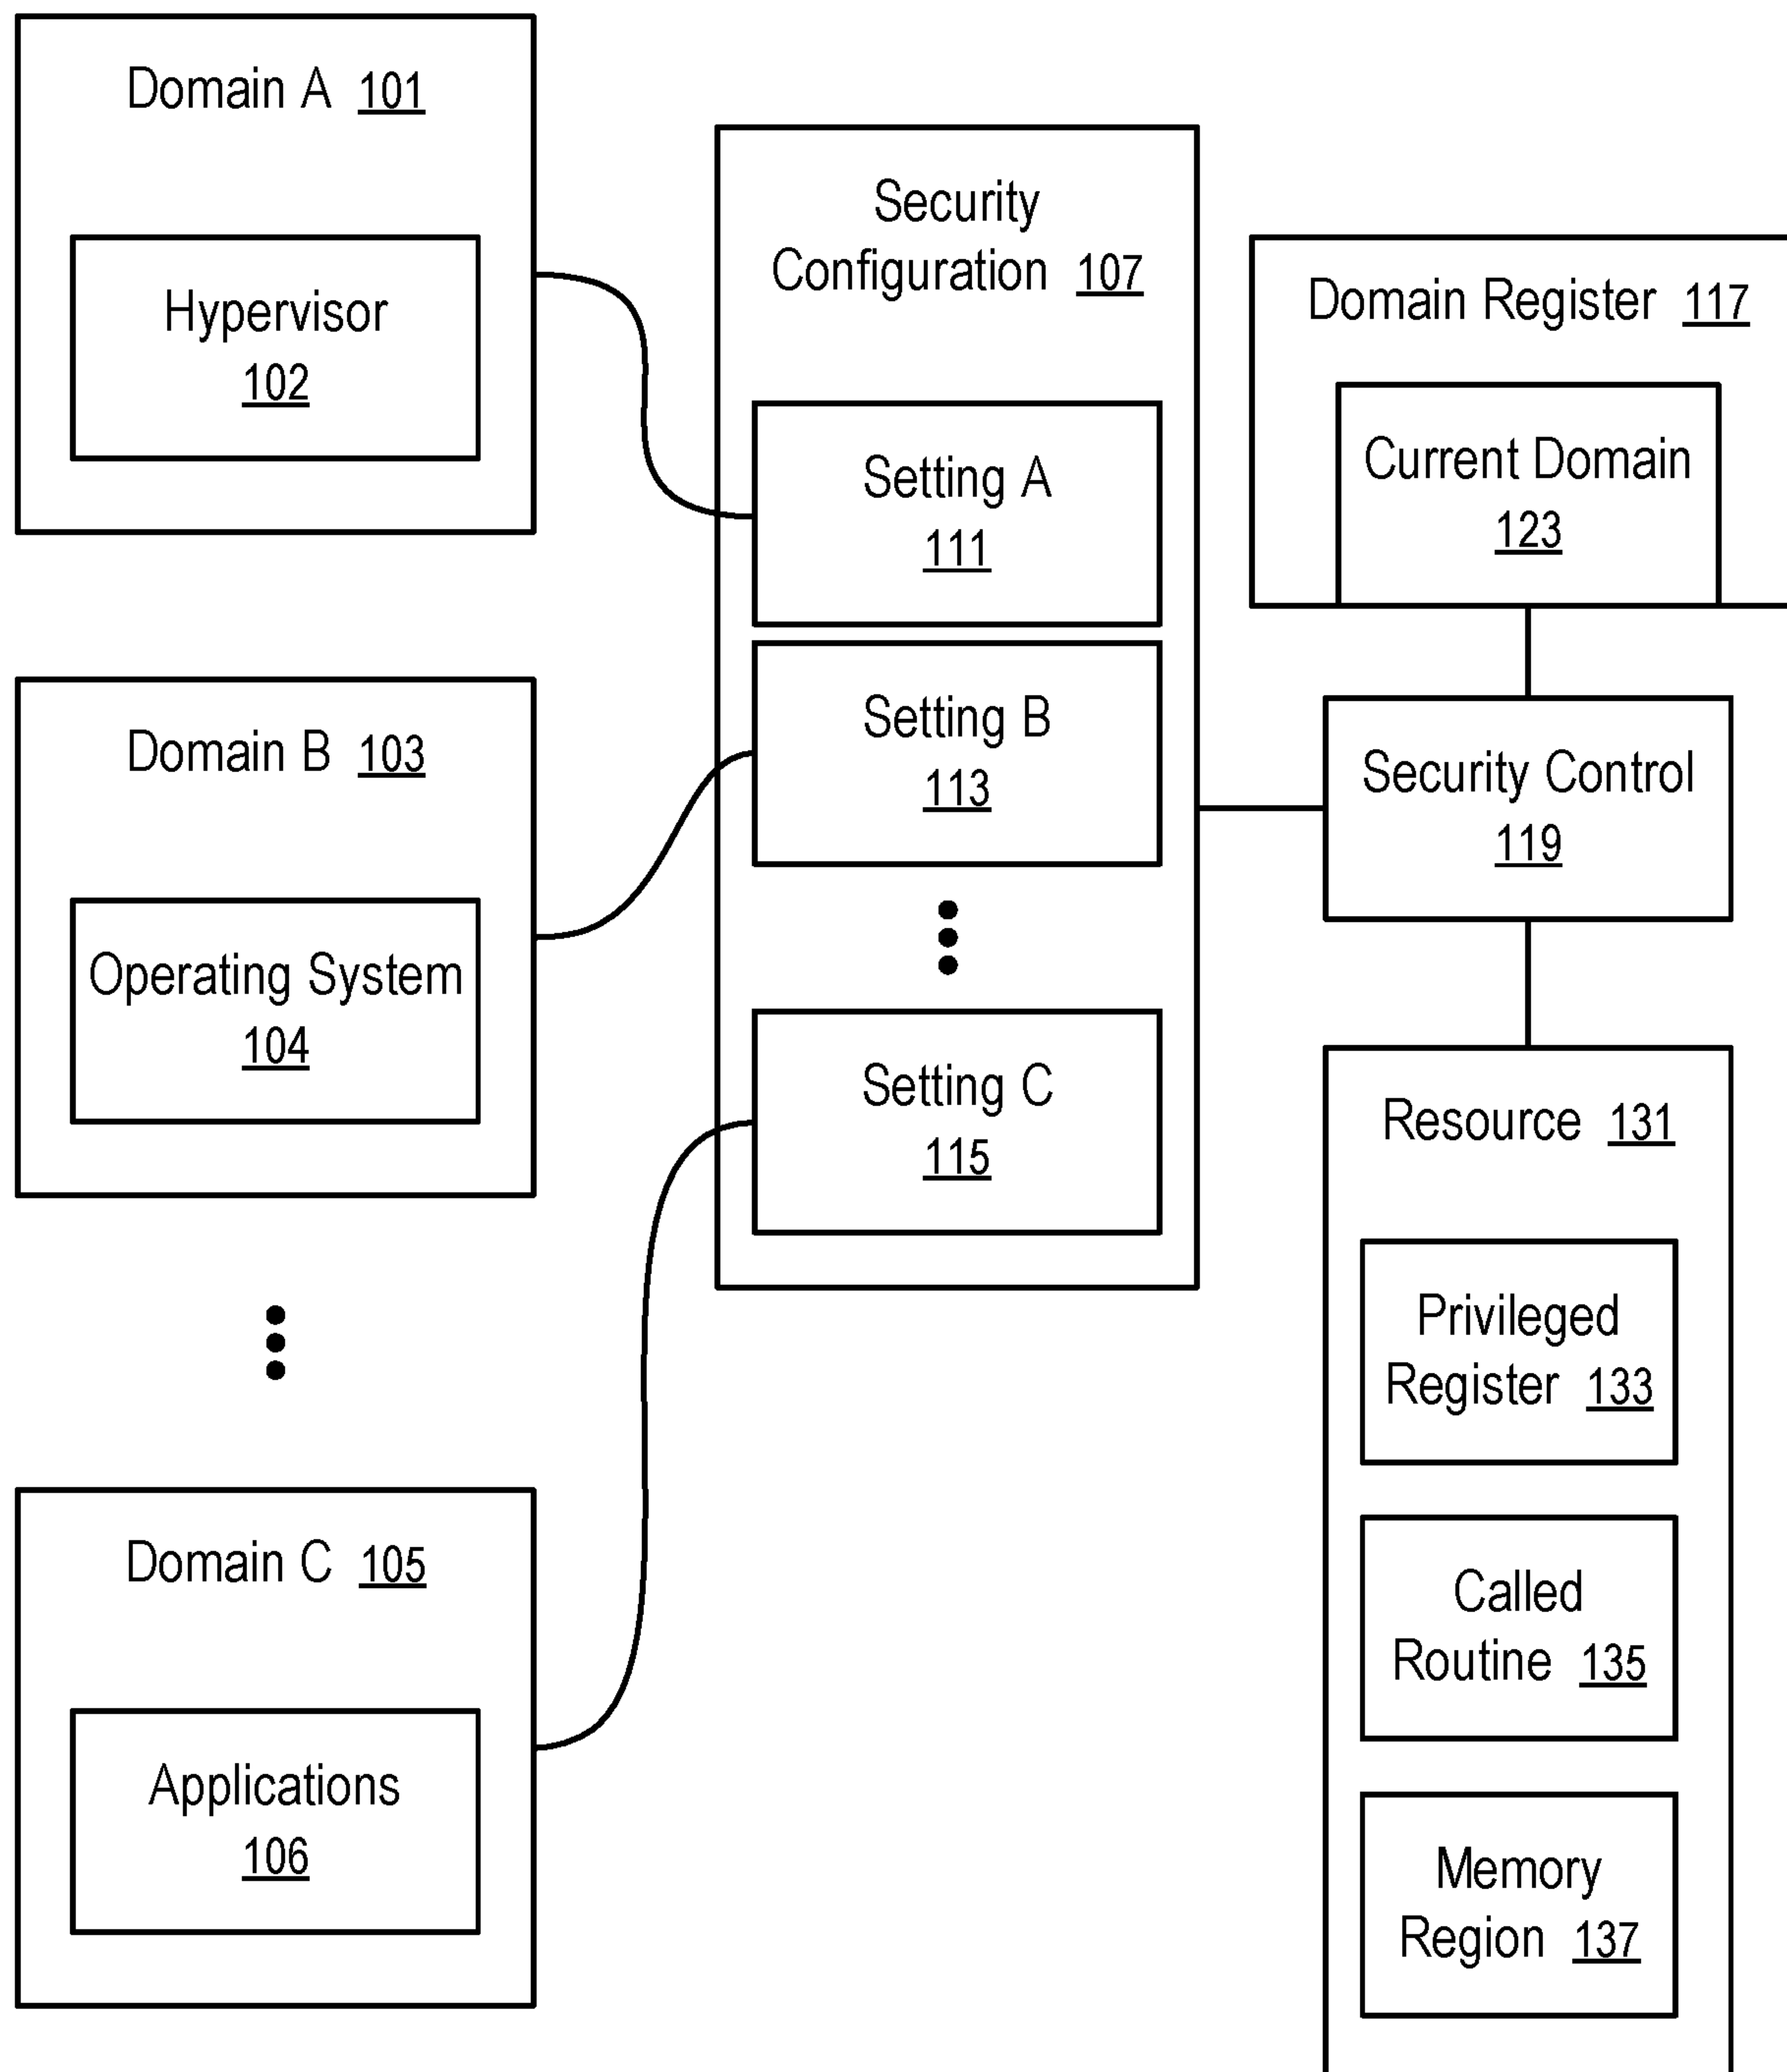 Domain A 101
Hypervisor
102
Domain B 103
Operating System
104
Domain C 105
Applications
106
Security
Configuration 107
Setting A
111
Setting B
113
Setting C
115
Domain Register 117
Current Domain
123
Security Control
119
Resource 131
Privileged
Register 133
Called
Routine 135
Memory
Region 137